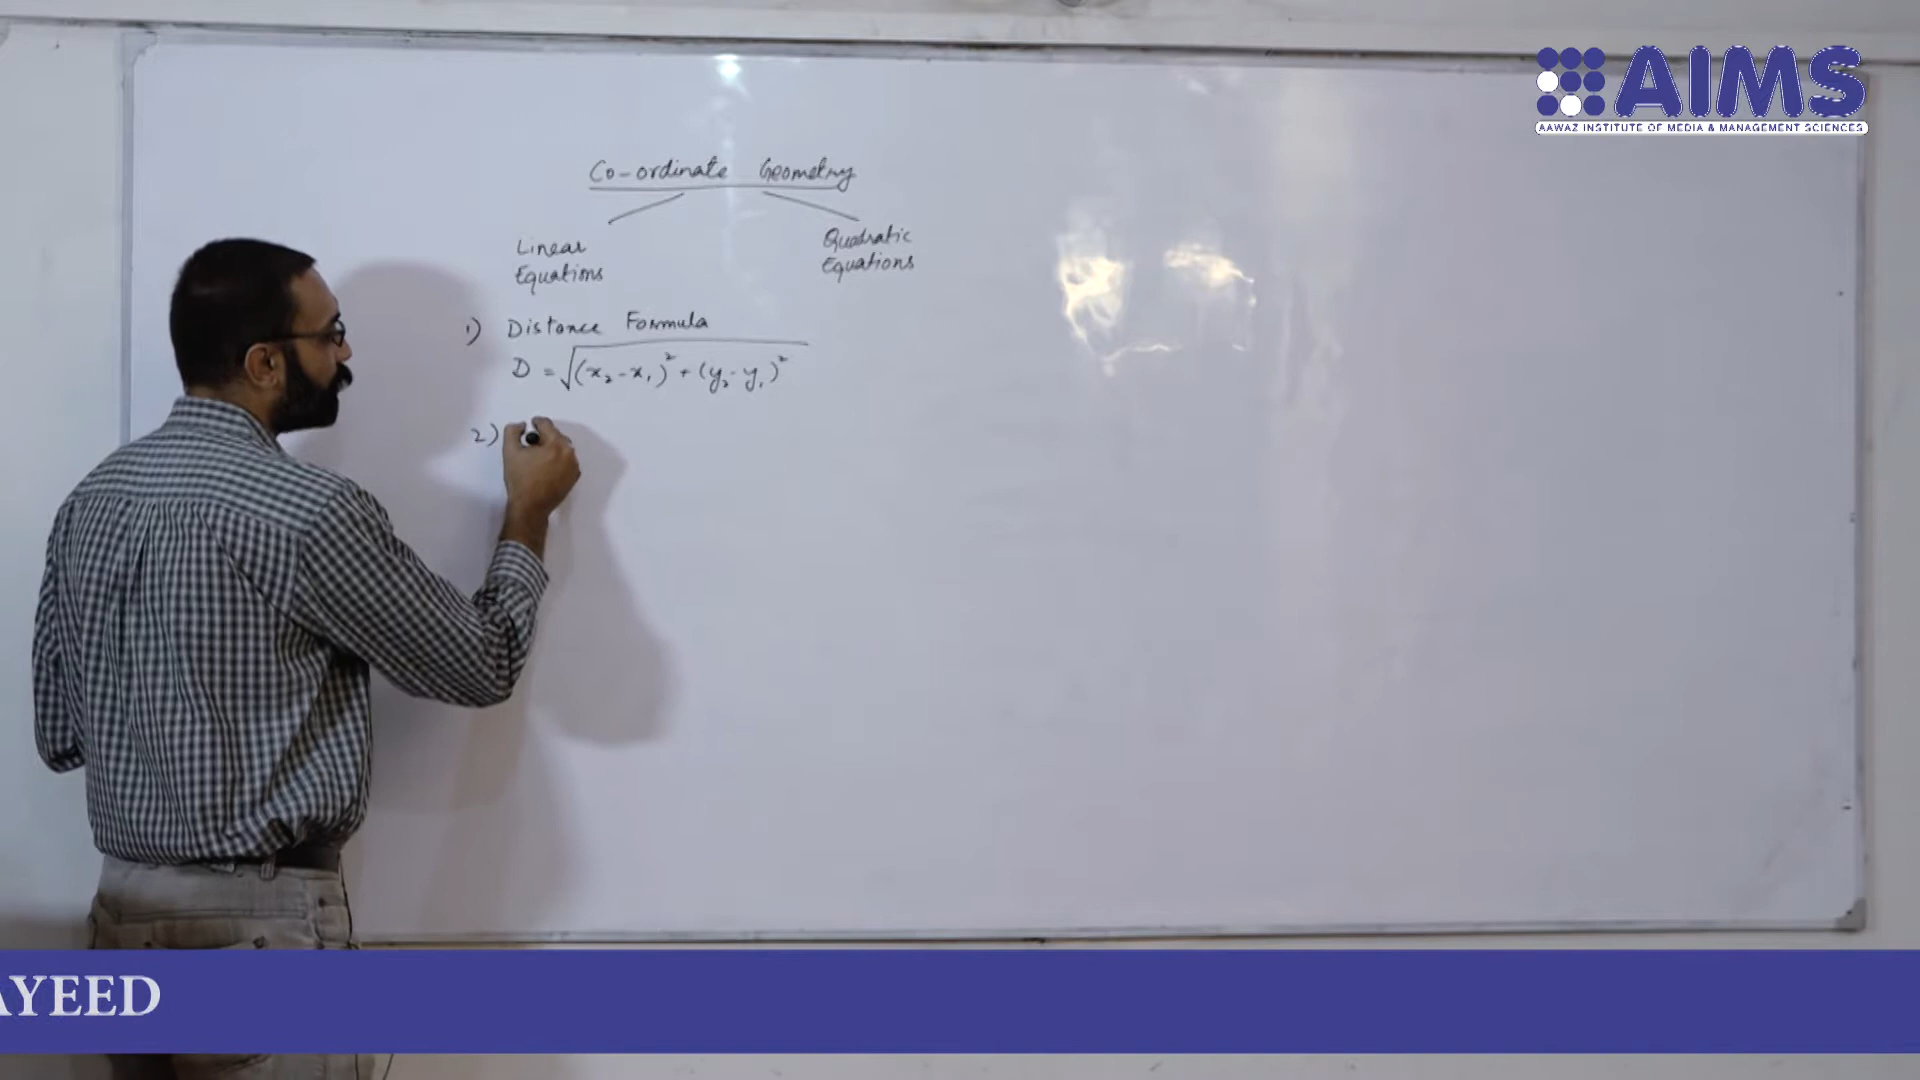 AIMS
AAWAZ INSTITUTE OF MEDIA & MANAGEMENT SCIENCES
Co-ordinate Geometry
Linear Equations
Quadratic Equations
1) Distance Formula
D = √(x₂-x₁)² + (y₂-y₁)²
2)
AYEED